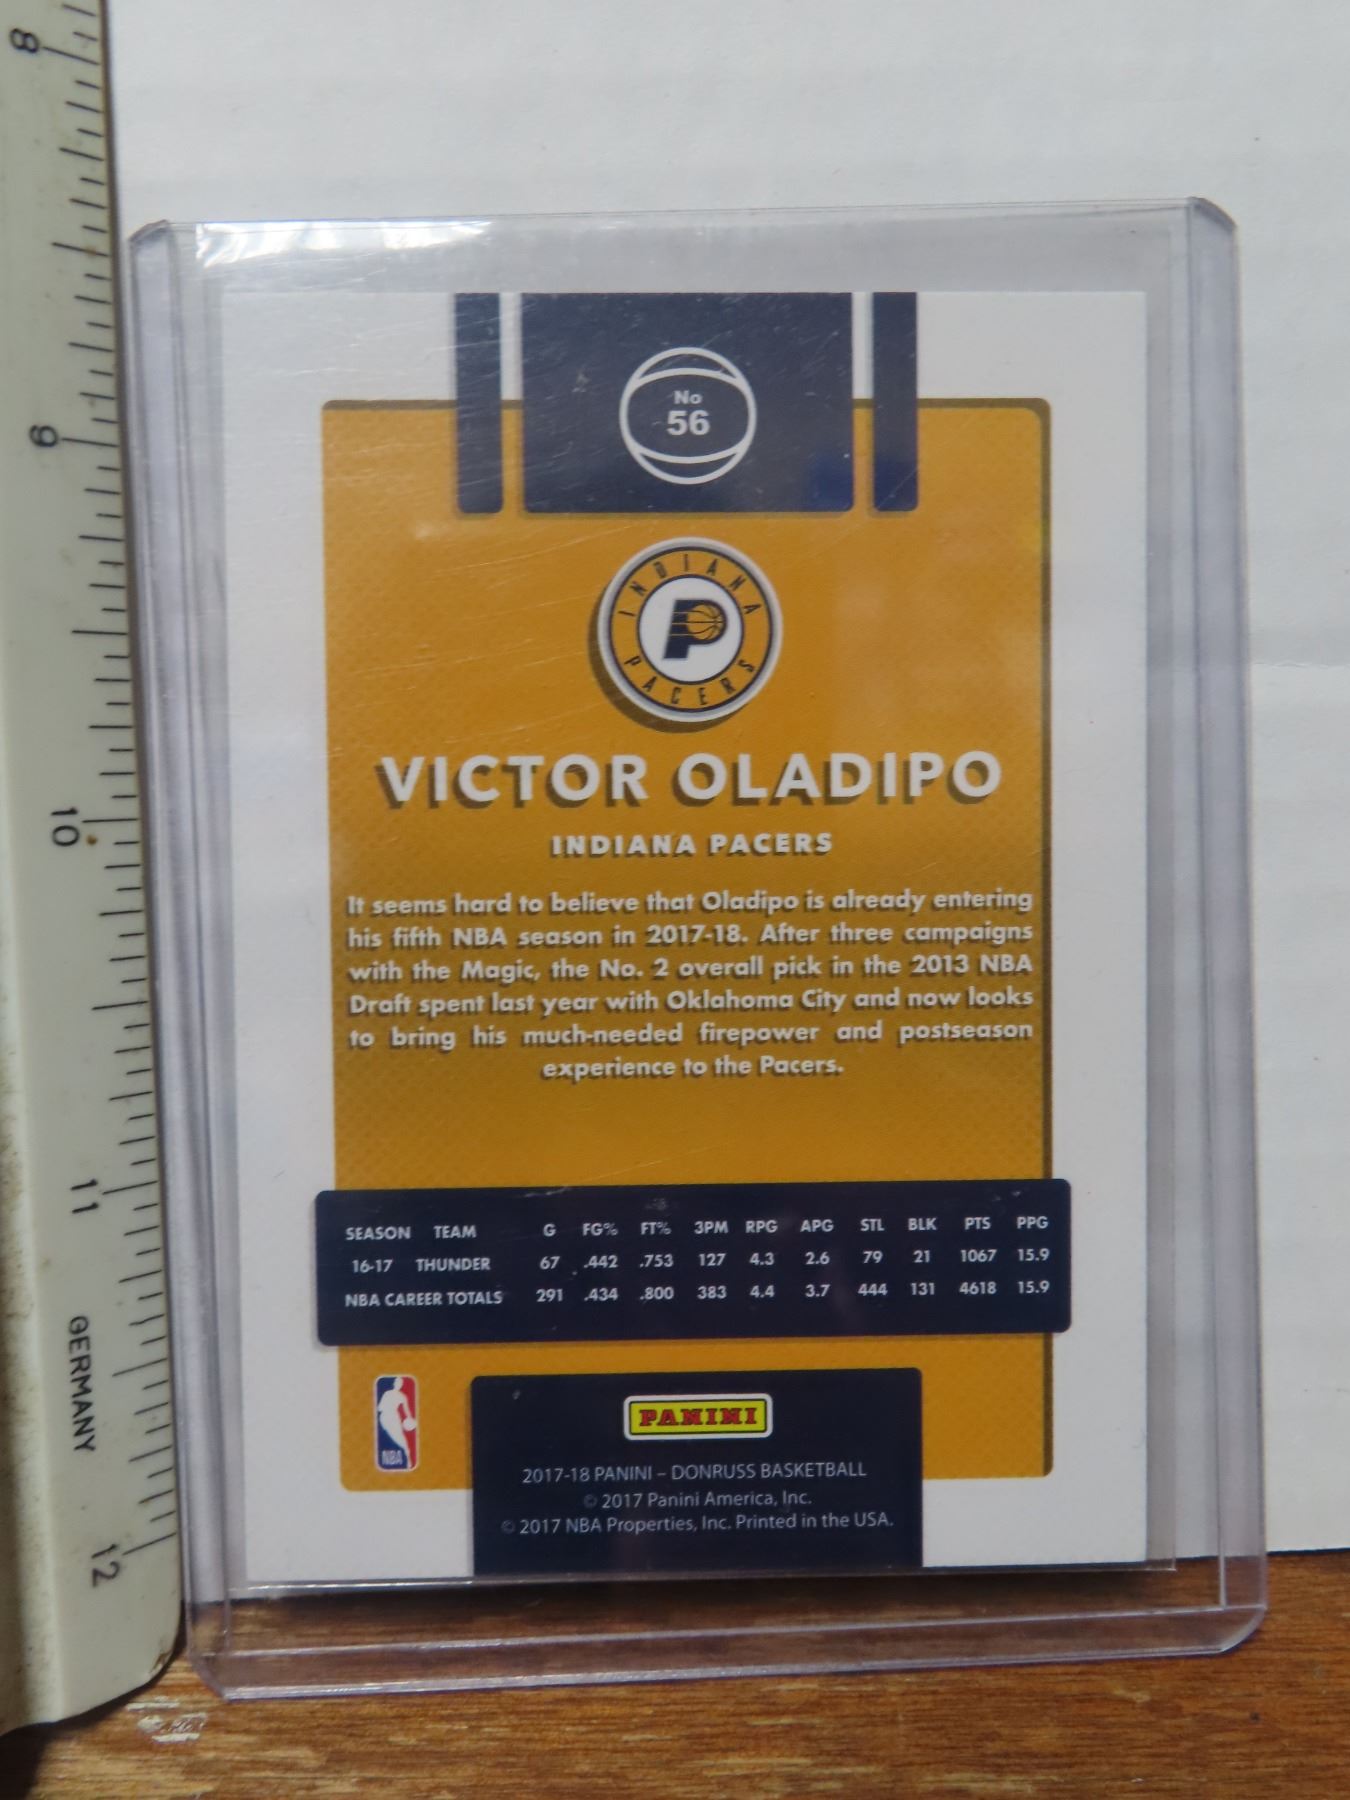 8
9
10
11
GERMANY
12
No
56
INDIANA
PACERS
VICTOR OLADIPO
INDIANA PACERS
It seems hard to believe that Oladipo is already entering
his fifth NBA season in 2017-18. After three campaigns
with the Magic, the No. 2 overall pick in the 2013 NBA
Draft spent last year with Oklahoma City and now looks
to bring his much-needed firepower and postseason
experience to the Pacers.
SEASON TEAM G FG% FT% 3PM RPG APG STL BLK PTS PPG
16-17 THUNDER 67 .442 .753 127 4.3 2.6 79 21 1067 15.9
NBA CAREER TOTALS 291 .434 .800 383 4.4 3.7 444 131 4618 15.9
NBA
PANINI
2017-18 PANINI – DONRUSS BASKETBALL
© 2017 Panini America, Inc.
© 2017 NBA Properties, Inc. Printed in the USA.